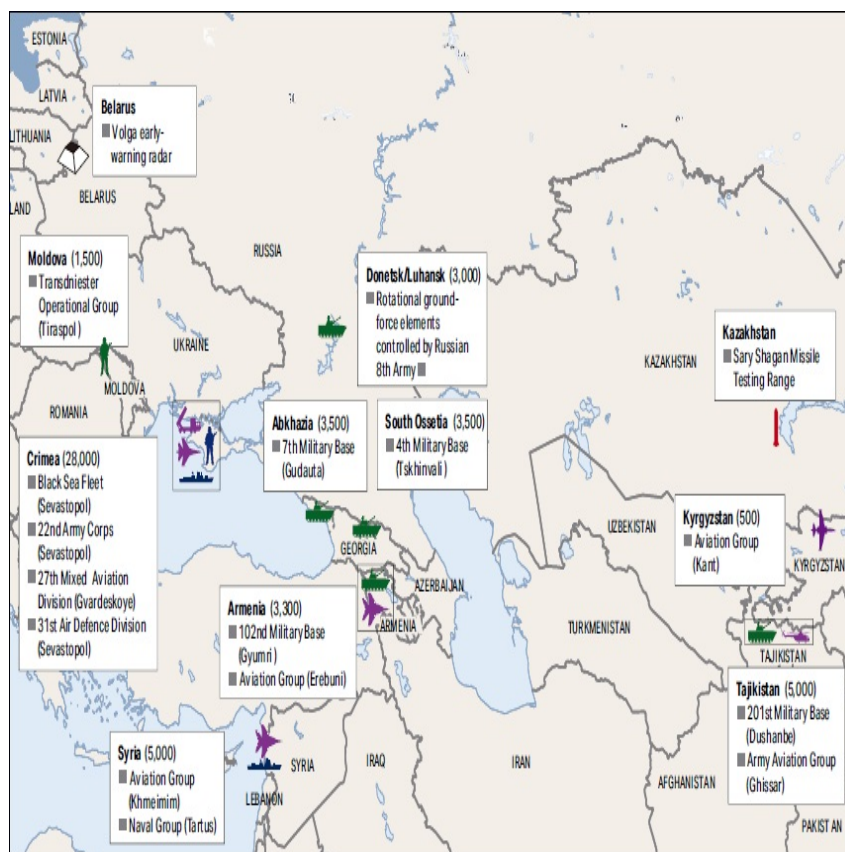 ESTONIA
LATVIA
LITHUANIA
Belarus
Volga early-
warning radar
LAND
BELARUS
RUSSIA
Moldova (1,500)
Transdniester
Operational Group
(Tiraspol)
Donetsk/Luhansk (3,000)
Rotational ground-
force elements
controlled by Russian
8th Army
UKRAINE
MOLDOVA
ROMANIA
KAZAKHSTAN
Kazakhstan
Sary Shagan Missile
Testing Range
Crimea (28,000)
Black Sea Fleet
(Sevastopol)
22nd Army Corps
(Sevastopol)
27th Mixed Aviation
Division (Gvardeskoye)
31st Air Defence Division
(Sevastopol)
Abkhazia (3,500)
7th Military Base
(Gudauta)
South Ossetia (3,500)
4th Military Base
(Tskhinvali)
GEORGIA
AZERBAIJAN
ARMENIA
UZBEKISTAN
Kyrgyzstan (500)
Aviation Group
(Kant)
KYRGYZSTAN
Armenia (3,300)
102nd Military Base
(Gyumri)
Aviation Group (Erebuni)
TURKMENISTAN
TAJIKISTAN
Tajikistan (5,000)
201st Military Base
(Dushanbe)
Army Aviation Group
(Ghissar)
Syria (5,000)
Aviation Group
(Khmeimim)
Naval Group (Tartus)
SYRIA
LEBANON
IRAQ
IRAN
AFGHANISTAN
PAKISTAN